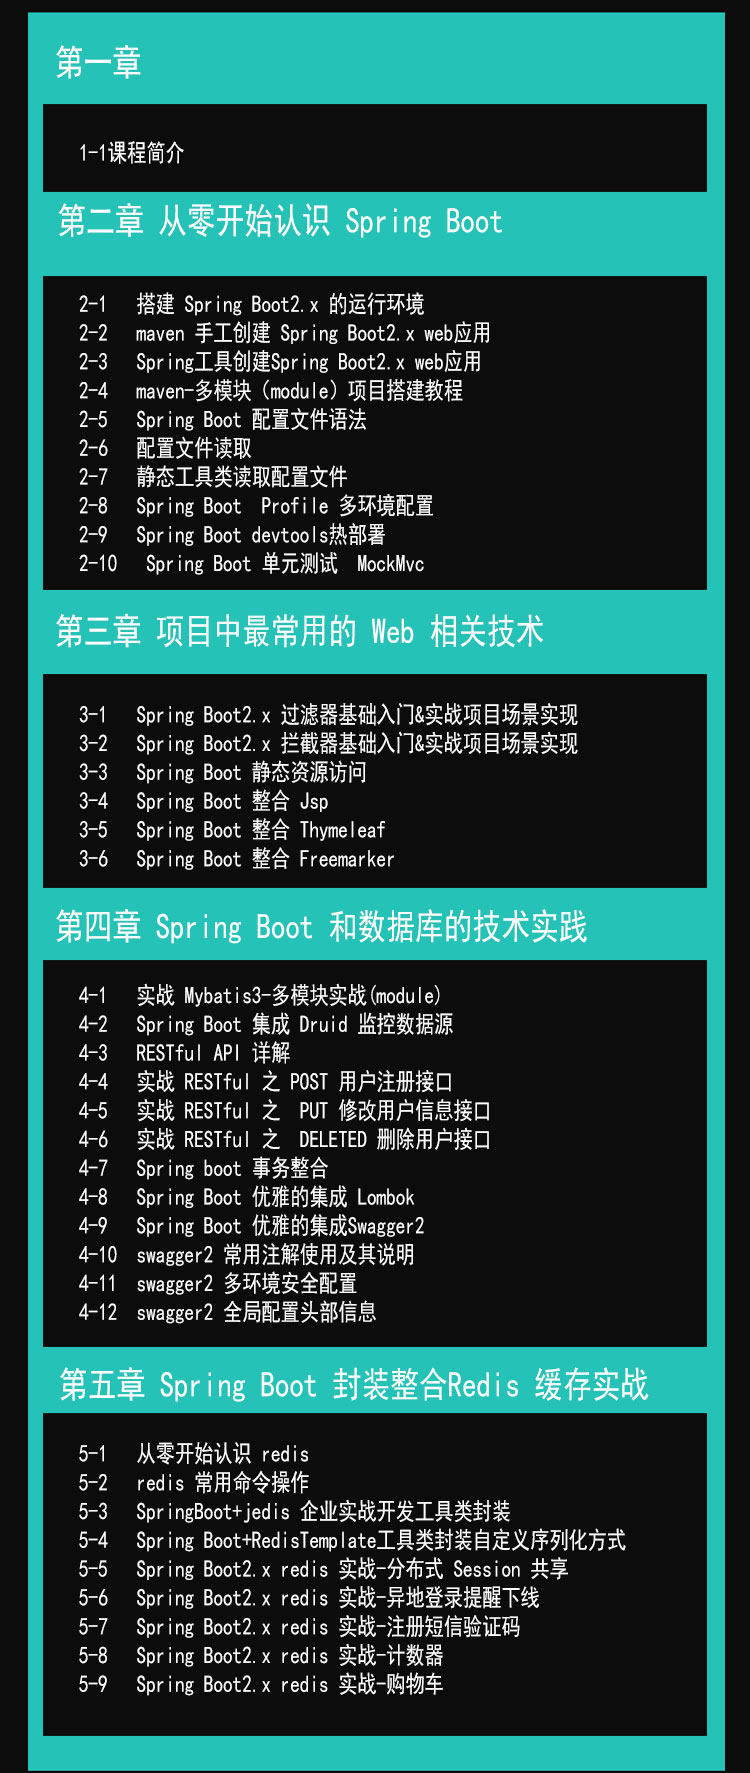 第一章
1-1课程简介
第二章 从零开始认识 Spring Boot
2-1 搭建 Spring Boot2.x 的运行环境
2-2 maven 手工创建 Spring Boot2.x web应用
2-3 Spring工具创建Spring Boot2.x web应用
2-4 maven-多模块（module）项目搭建教程
2-5 Spring Boot 配置文件语法
2-6 配置文件读取
2-7 静态工具类读取配置文件
2-8 Spring Boot  Profile 多环境配置
2-9 Spring Boot devtools热部署
2-10 Spring Boot 单元测试  MockMvc
第三章 项目中最常用的 Web 相关技术
3-1 Spring Boot2.x 过滤器基础入门&实战项目场景实现
3-2 Spring Boot2.x 拦截器基础入门&实战项目场景实现
3-3 Spring Boot 静态资源访问
3-4 Spring Boot 整合 Jsp
3-5 Spring Boot 整合 Thymeleaf
3-6 Spring Boot 整合 Freemarker
第四章 Spring Boot 和数据库的技术实践
4-1 实战 Mybatis3-多模块实战(module)
4-2 Spring Boot 集成 Druid 监控数据源
4-3 RESTful API 详解
4-4 实战 RESTful 之 POST 用户注册接口
4-5 实战 RESTful 之  PUT 修改用户信息接口
4-6 实战 RESTful 之  DELETED 删除用户接口
4-7 Spring boot 事务整合
4-8 Spring Boot 优雅的集成 Lombok
4-9 Spring Boot 优雅的集成Swagger2
4-10 swagger2 常用注解使用及其说明
4-11 swagger2 多环境安全配置
4-12 swagger2 全局配置头部信息
第五章 Spring Boot 封装整合Redis 缓存实战
5-1 从零开始认识 redis
5-2 redis 常用命令操作
5-3 SpringBoot+jedis 企业实战开发工具类封装
5-4 Spring Boot+RedisTemplate工具类封装自定义序列化方式
5-5 Spring Boot2.x redis 实战-分布式 Session 共享
5-6 Spring Boot2.x redis 实战-异地登录提醒下线
5-7 Spring Boot2.x redis 实战-注册短信验证码
5-8 Spring Boot2.x redis 实战-计数器
5-9 Spring Boot2.x redis 实战-购物车